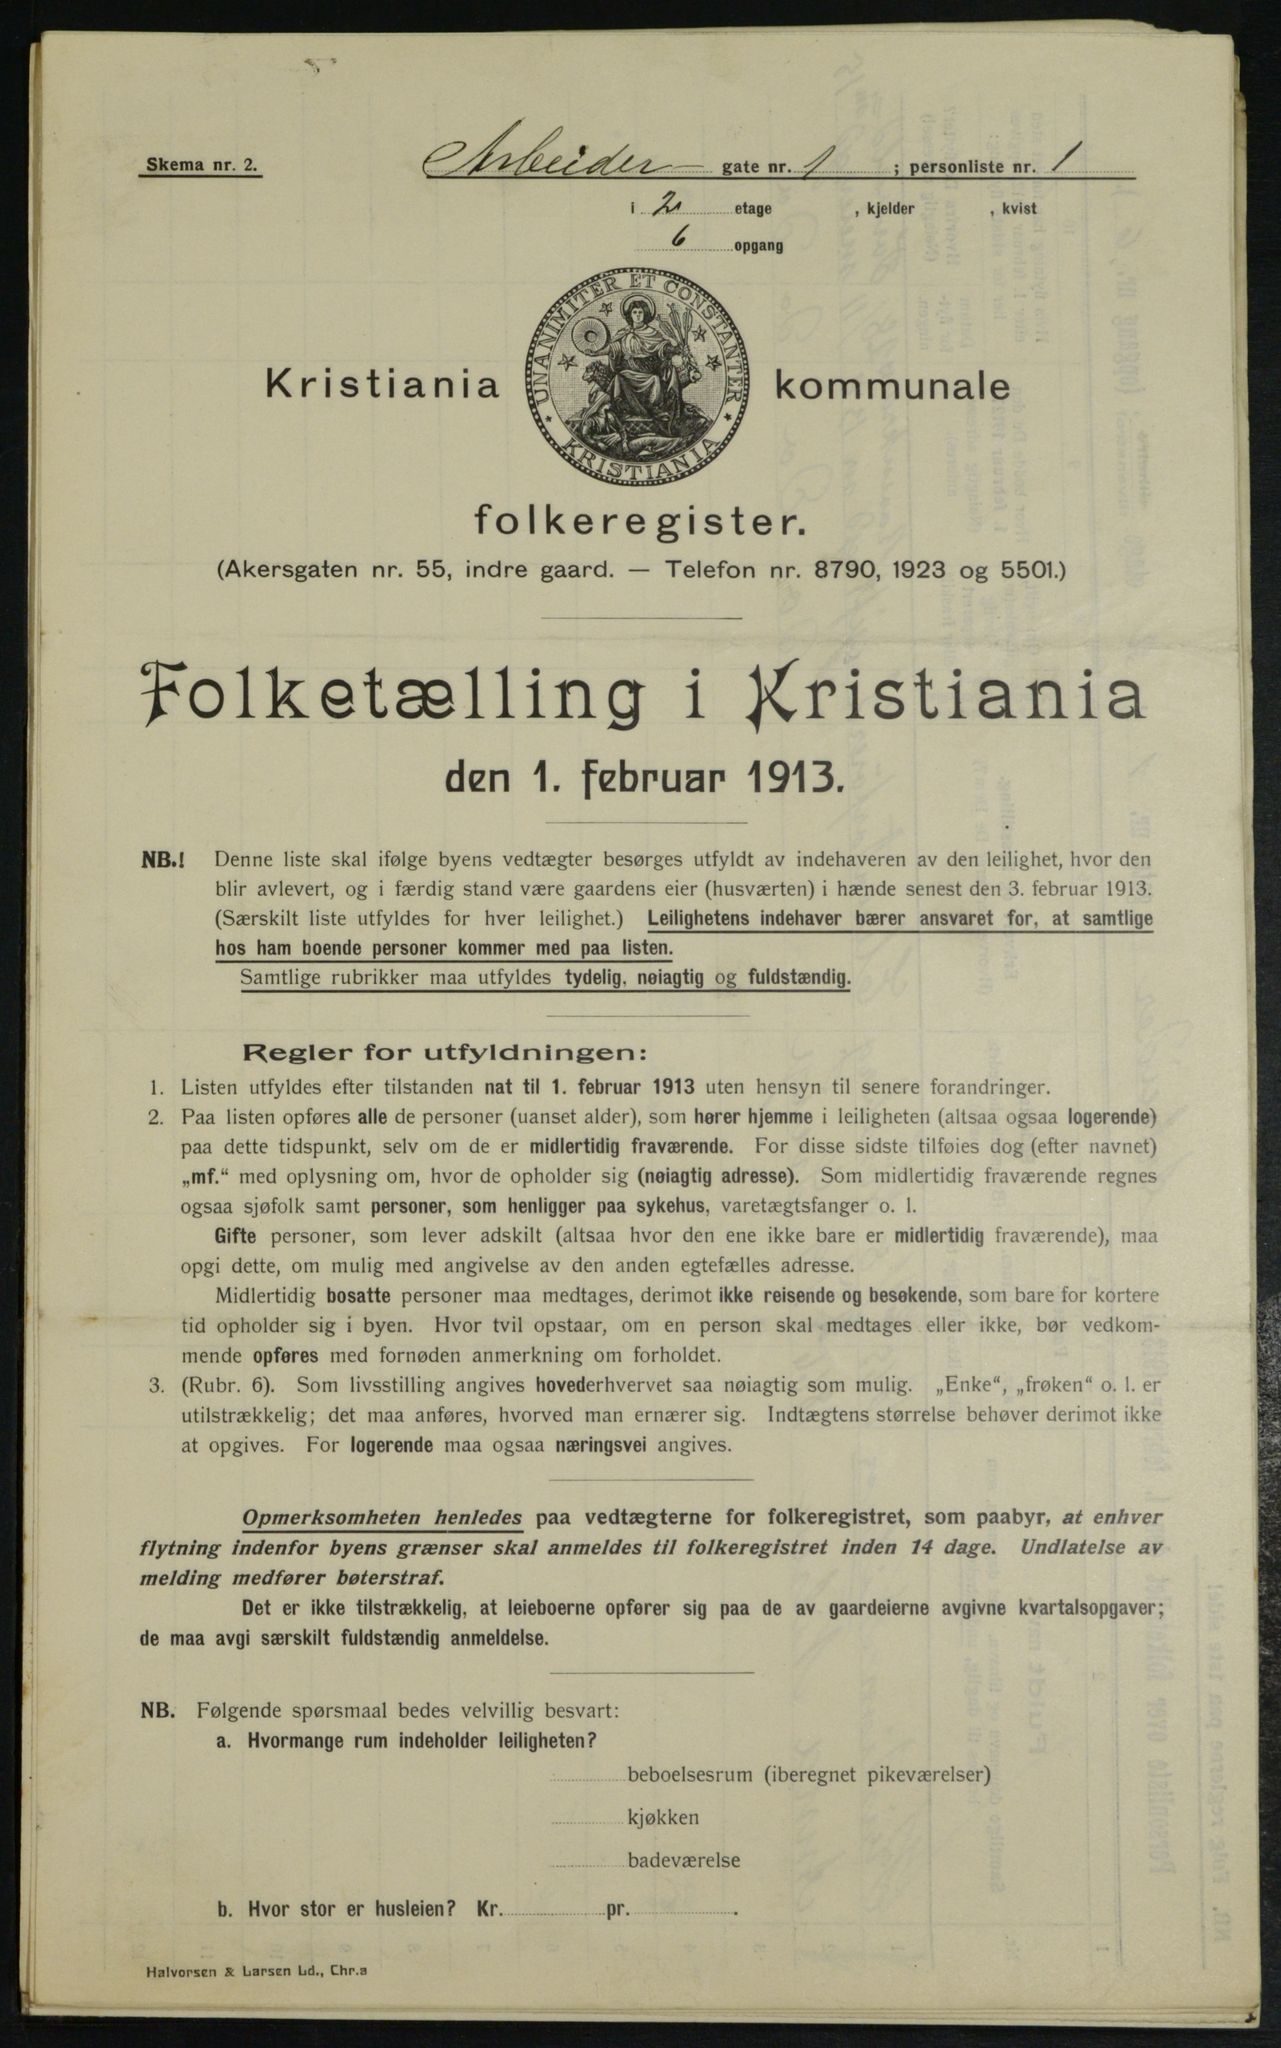 Skema nr. 2.
Arbeider gate nr. 1 ; personliste nr. 1
i 2 etage , kjelder , kvist
6 opgang
UNANIMITER ET CONSTANTER
KRISTIANIA
Kristiania kommunale
folkeregister.
(Akersgaten nr. 55, indre gaard. — Telefon nr. 8790, 1923 og 5501.)
Folketælling i Kristiania
den 1. februar 1913.
NB.! Denne liste skal ifølge byens vedtægter besørges utfyldt av indehaveren av den leilighet, hvor den
blir avlevert, og i færdig stand være gaardens eier (husværten) i hænde senest den 3. februar 1913.
(Særskilt liste utfyldes for hver leilighet.) Leilighetens indehaver bærer ansvaret for, at samtlige
hos ham boende personer kommer med paa listen.
Samtlige rubrikker maa utfyldes tydelig, nøiagtig og fuldstændig.
Regler for utfyldningen:
1. Listen utfyldes efter tilstanden nat til 1. februar 1913 uten hensyn til senere forandringer.
2. Paa listen opføres alle de personer (uanset alder), som hører hjemme i leiligheten (altsaa ogsaa logerende)
paa dette tidspunkt, selv om de er midlertidig fraværende. For disse sidste tilføies dog (efter navnet)
„mf.“ med oplysning om, hvor de opholder sig (nøiagtig adresse). Som midlertidig fraværende regnes
ogsaa sjøfolk samt personer, som henligger paa sykehus, varetægtsfanger o. l.
Gifte personer, som lever adskilt (altsaa hvor den ene ikke bare er midlertidig fraværende), maa
opgi dette, om mulig med angivelse av den anden egtefælles adresse.
Midlertidig bosatte personer maa medtages, derimot ikke reisende og besøkende, som bare for kortere
tid opholder sig i byen. Hvor tvil opstaar, om en person skal medtages eller ikke, bør vedkom-
mende opføres med fornøden anmerkning om forholdet.
3. (Rubr. 6). Som livsstilling angives hovederhvervet saa nøiagtig som mulig. „Enke“, „frøken“ o. l. er
utilstrækkelig; det maa anføres, hvorved man ernærer sig. Indtægtens størrelse behøver derimot ikke
at opgives. For logerende maa ogsaa næringsvei angives.
Opmerksomheten henledes paa vedtægterne for folkeregistret, som paabyr, at enhver
flytning indenfor byens grænser skal anmeldes til folkeregistret inden 14 dage. Undlatelse av
melding medfører bøterstraf.
Det er ikke tilstrækkelig, at leieboerne opfører sig paa de av gaardeierne avgivne kvartalsopgaver;
de maa avgi særskilt fuldstændig anmeldelse.
NB. Følgende spørsmaal bedes velvillig besvart:
a. Hvormange rum indeholder leiligheten?
beboelsesrum (iberegnet pikeværelser)
kjøkken
badeværelse
b. Hvor stor er husleien? Kr. pr. .
Halvorsen & Larsen Ld., Chr.a